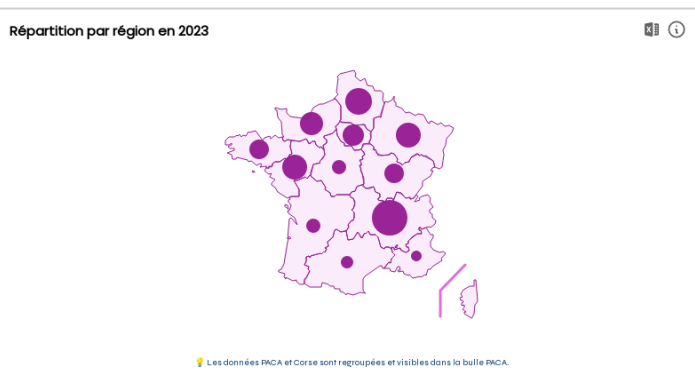 Répartition par région en 2023
💡 Les données PACA et Corse sont regroupées et visibles dans la bulle PACA.